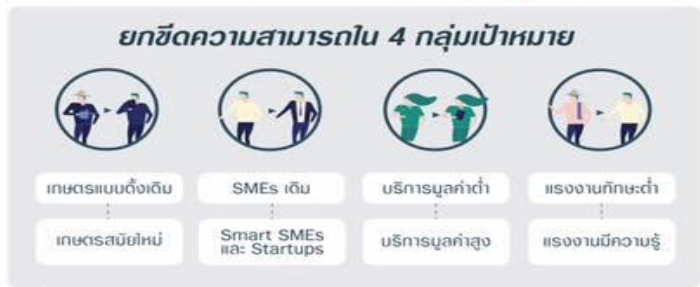 ยกขีดความสามารถใน 4 กลุ่มเป้าหมาย
เกษตรแบบดั้งเดิม
SMEs เดิม
บริการมูลค่าต่ำ
แรงงานทักษะต่ำ
เกษตรสมัยใหม่
Smart SMEs
และ Startups
บริการมูลค่าสูง
แรงงานมีความรู้